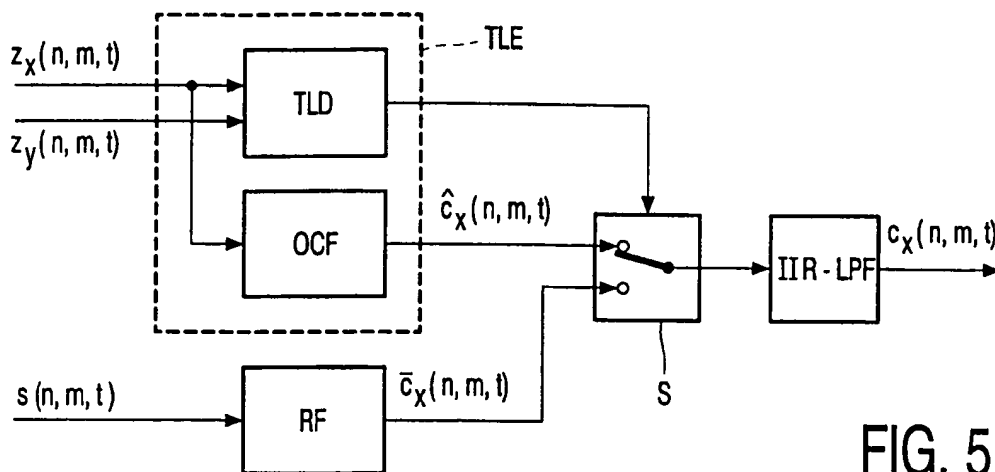 z_x(n, m, t)
TLE
TLD
z_y(n, m, t)
OCF
ĉ_x(n, m, t)
IIR-LPF
c_x(n, m, t)
s(n, m, t)
RF
c̄_x(n, m, t)
S
FIG. 5